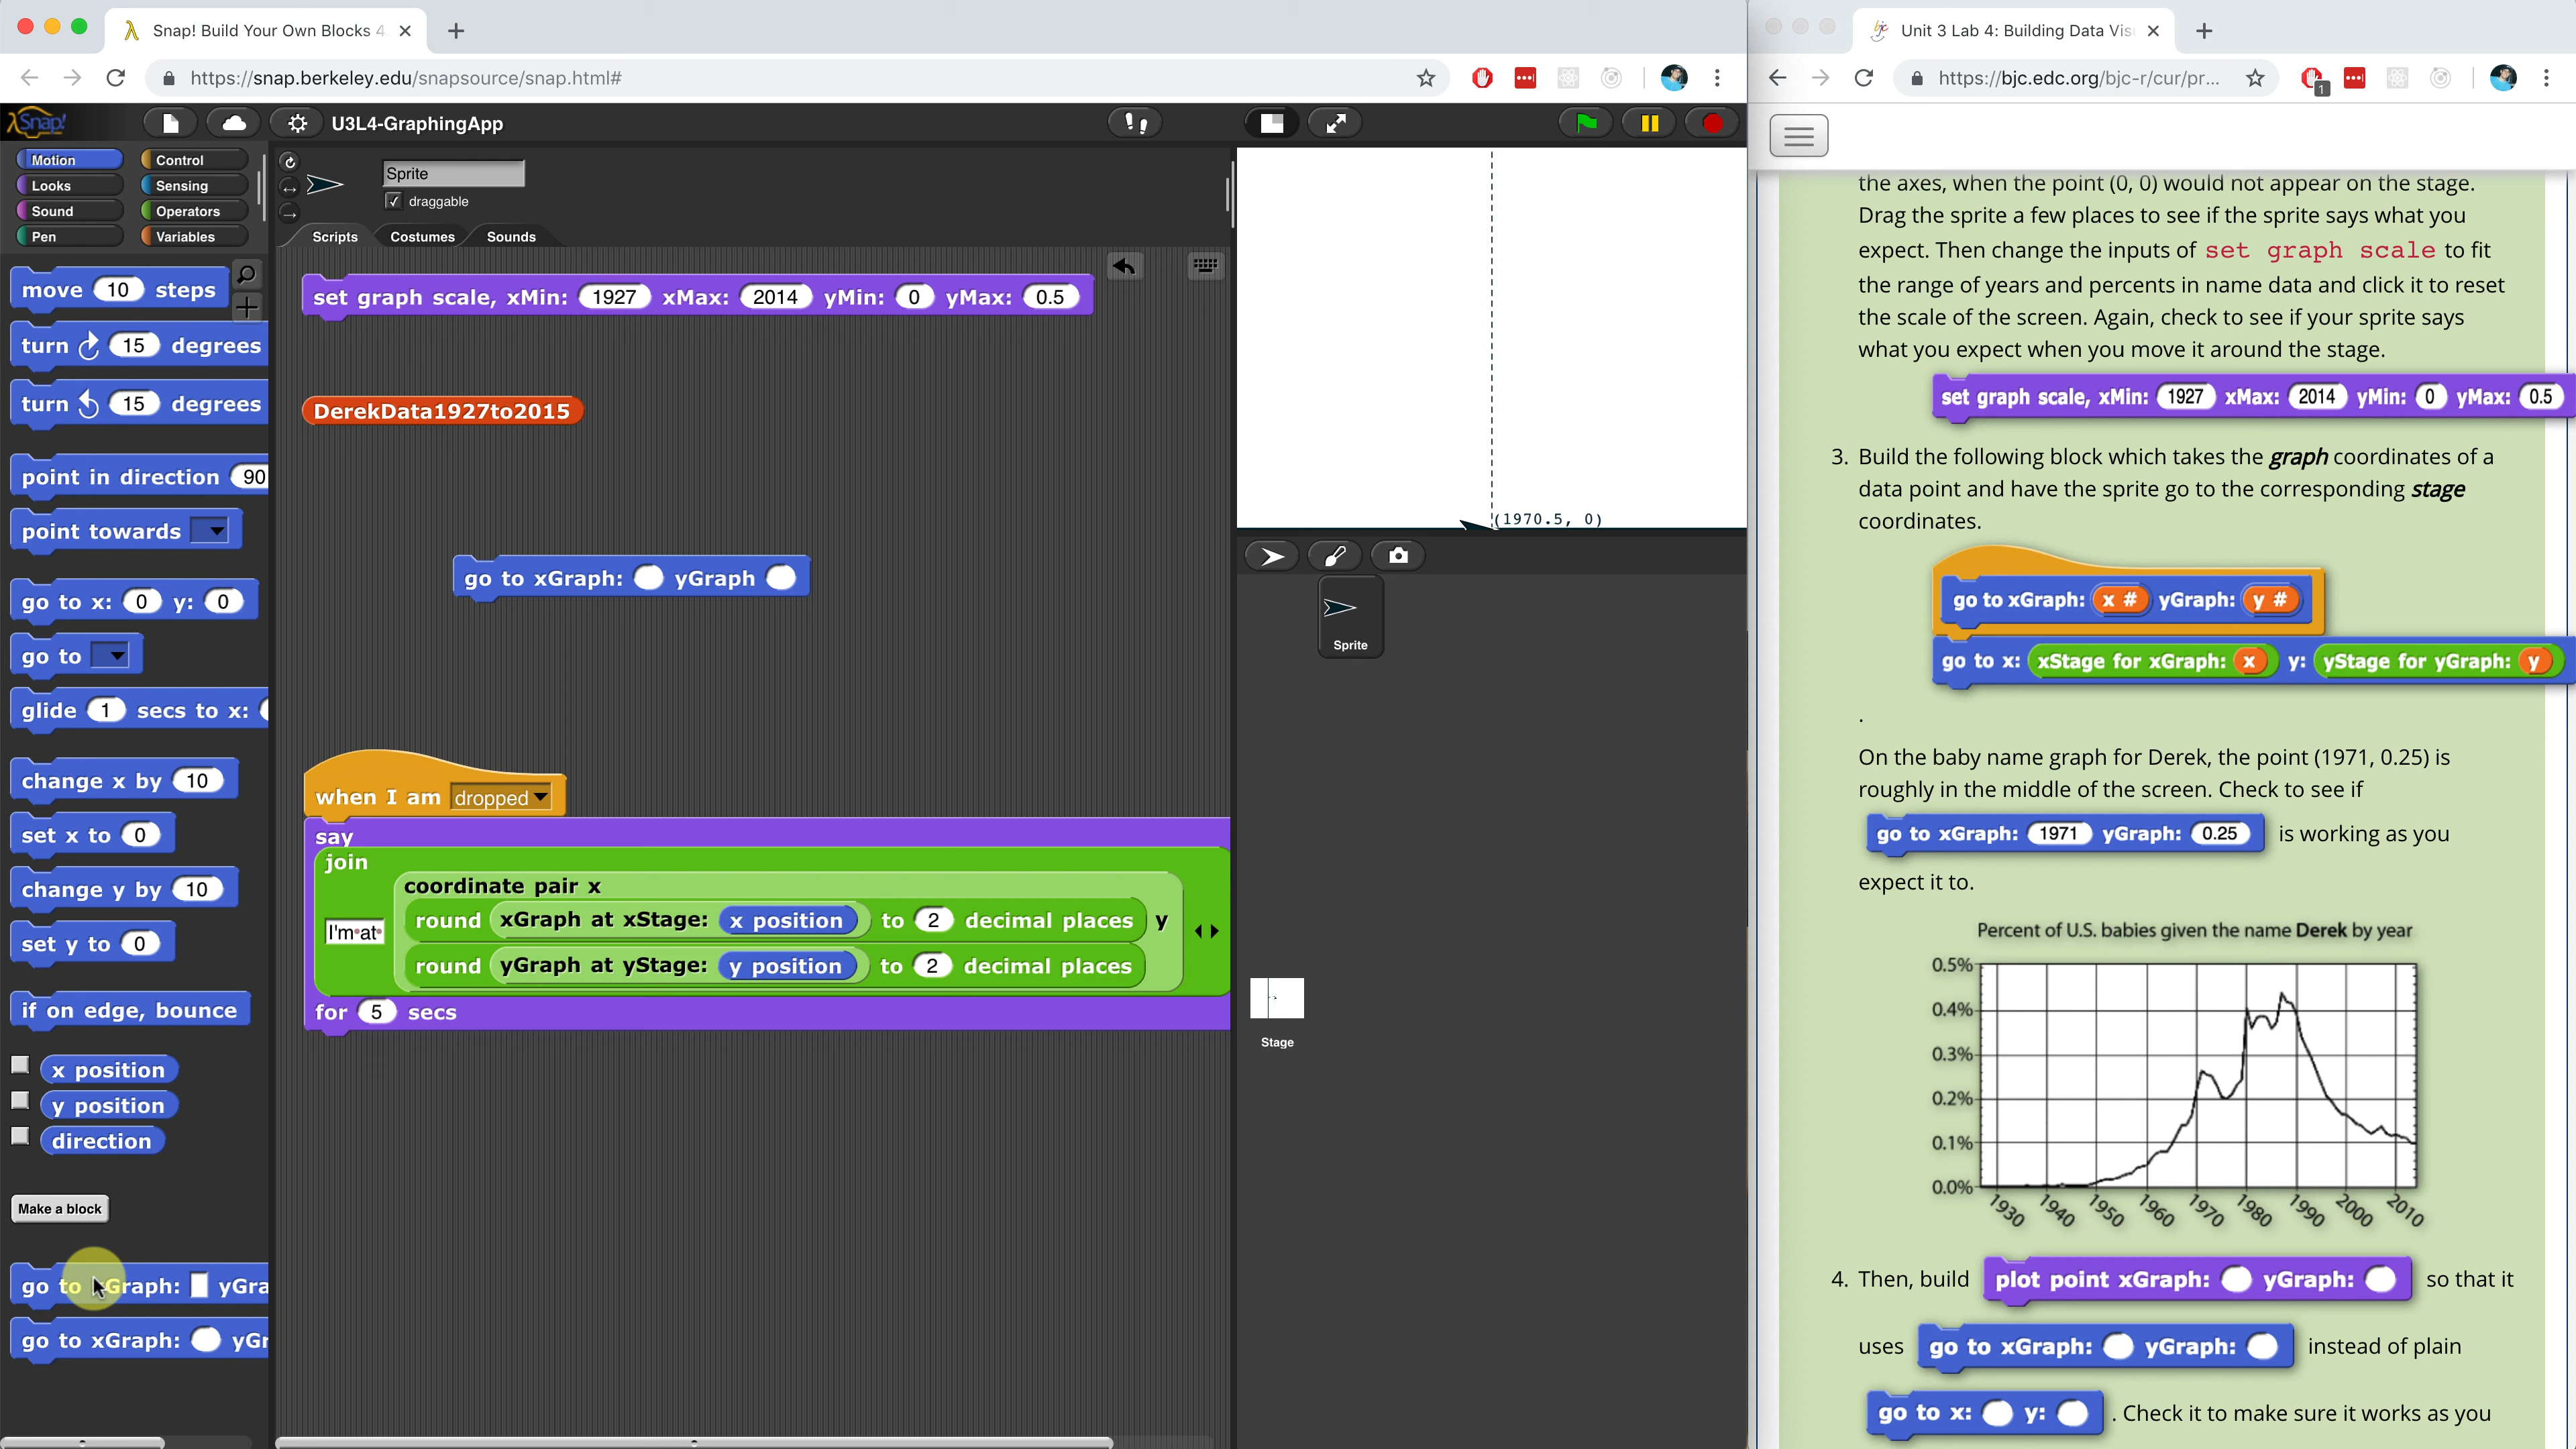 Snap! Build Your Own Blocks 4
https://snap.berkeley.edu/snapsource/snap.html#
Snap!
U3L4-GraphingApp
Motion
Control
Looks
Sensing
Sound
Operators
Pen
Variables
Sprite
draggable
Scripts
Costumes
Sounds
move 10 steps
turn 15 degrees
turn 15 degrees
point in direction 90
point towards
go to x: 0 y: 0
go to
glide 1 secs to x:
change x by 10
set x to 0
change y by 10
set y to 0
if on edge, bounce
x position
y position
direction
Make a block
go to xGraph: yGra
go to xGraph: yGr
set graph scale, xMin: 1927 xMax: 2014 yMin: 0 yMax: 0.5
DerekData1927to2015
go to xGraph: yGraph
when I am dropped
say
join
I'm at
coordinate pair x
round xGraph at xStage: x position to 2 decimal places y
round yGraph at yStage: y position to 2 decimal places
for 5 secs
(1970.5, 0)
Sprite
Stage
Unit 3 Lab 4: Building Data Vis
https://bjc.edc.org/bjc-r/cur/pr...
1
the axes, when the point (0, 0) would not appear on the stage.
Drag the sprite a few places to see if the sprite says what you
expect. Then change the inputs of set graph scale to fit
the range of years and percents in name data and click it to reset
the scale of the screen. Again, check to see if your sprite says
what you expect when you move it around the stage.
set graph scale, xMin: 1927 xMax: 2014 yMin: 0 yMax: 0.5
3. Build the following block which takes the graph coordinates of a
data point and have the sprite go to the corresponding stage
coordinates.
go to xGraph: x # yGraph: y #
go to x: xStage for xGraph: x y: yStage for yGraph: y
.
On the baby name graph for Derek, the point (1971, 0.25) is
roughly in the middle of the screen. Check to see if
go to xGraph: 1971 yGraph: 0.25 is working as you
expect it to.
Percent of U.S. babies given the name Derek by year
0.5%
0.4%
0.3%
0.2%
0.1%
0.0%
1930 1940 1950 1960 1970 1980 1990 2000 2010
4. Then, build plot point xGraph: yGraph: so that it
uses go to xGraph: yGraph: instead of plain
go to x: y: . Check it to make sure it works as you